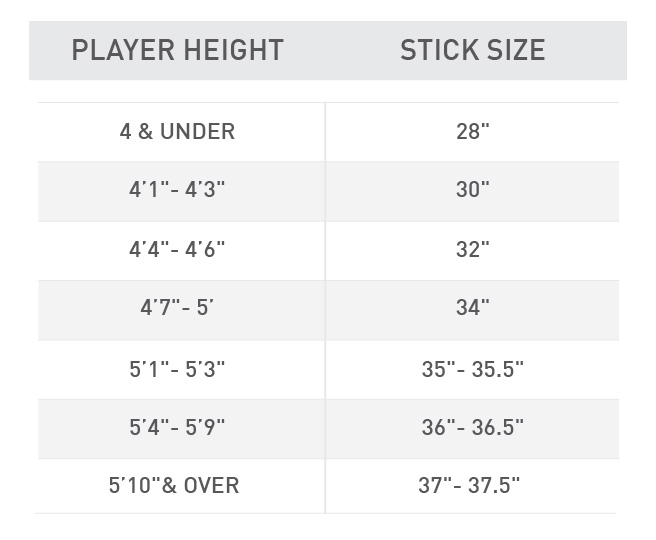 PLAYER HEIGHT STICK SIZE
4 & UNDER 28"
4’1"- 4’3" 30"
4’4"- 4’6" 32"
4’7"- 5’ 34"
5’1"- 5’3" 35"- 35.5"
5’4"- 5’9" 36"- 36.5"
5’10"& OVER 37"- 37.5"